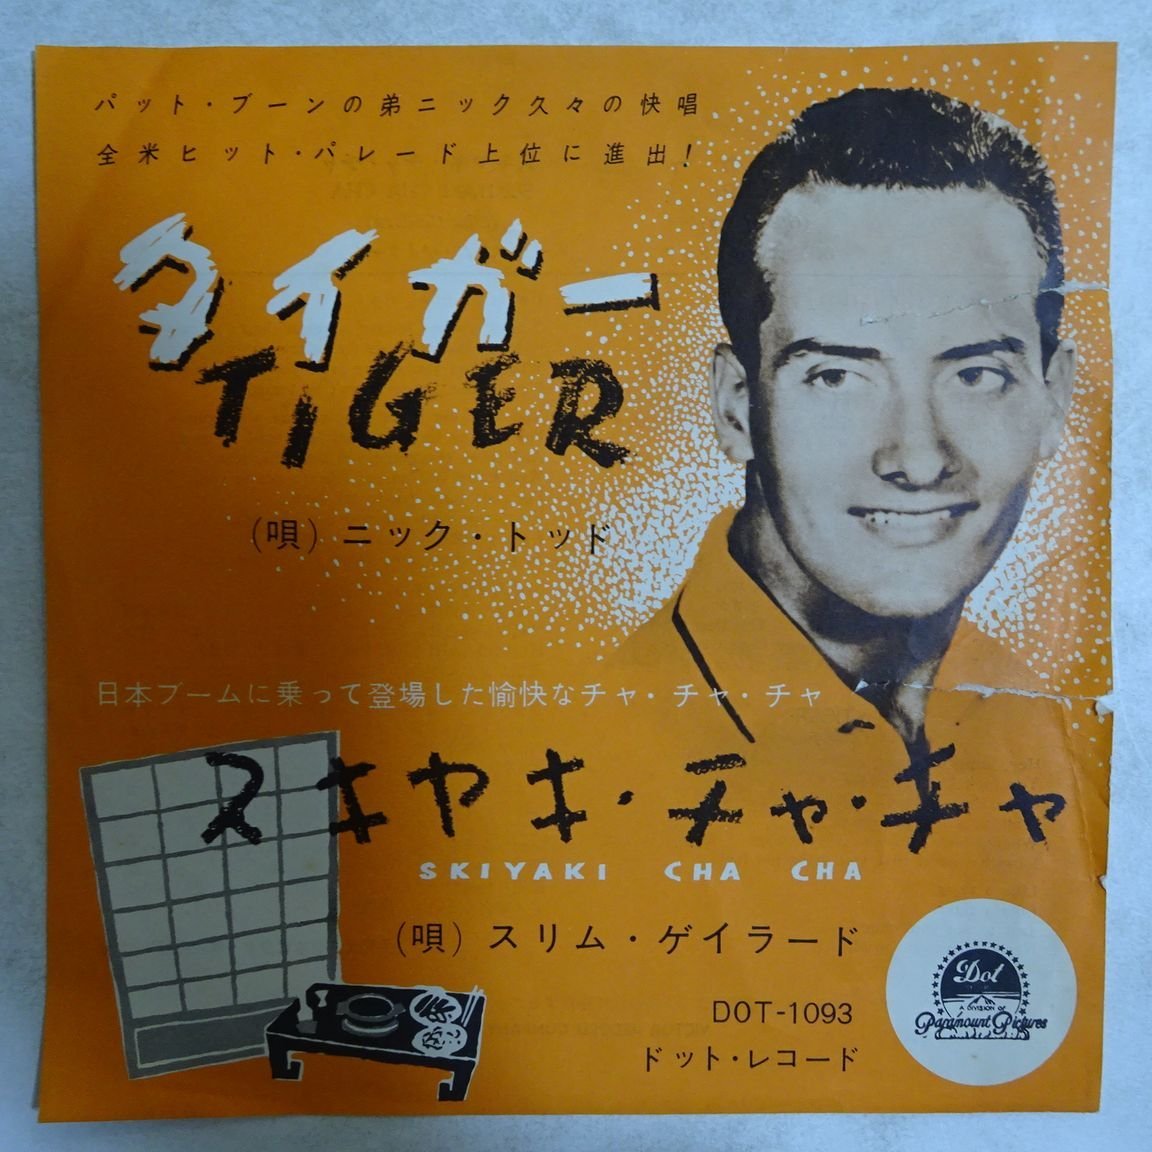 パット・ブーンの弟ニック久々の快唱
全米ヒット・パレード上位に進出!
タイガー
TIGER
(唄) ニック・トッド
日本ブームに乗って登場した愉快なチャ・チャ・チャ
スキヤキ・チャ・チャ
SKIYAKI CHA CHA
(唄) スリム・ゲイラード
DOT-1093
ドット・レコード
Dot
A DIVISION OF
Paramount Pictures